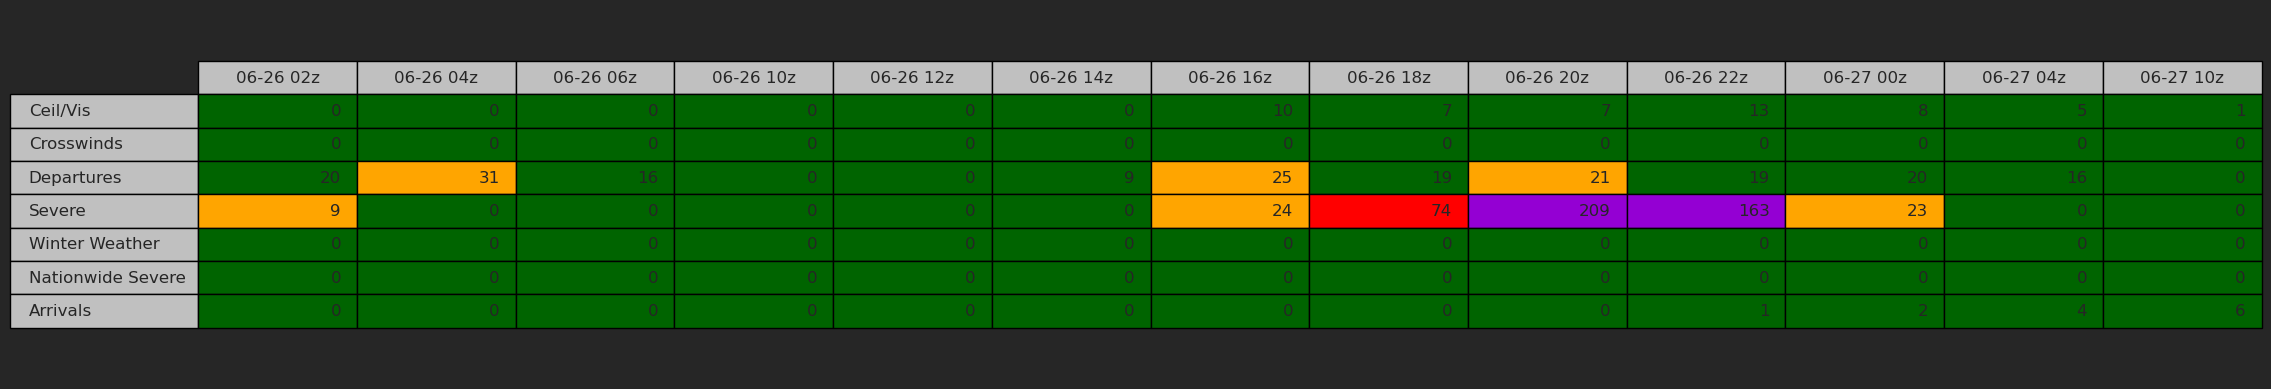 06-26 02z 06-26 04z 06-26 06z 06-26 10z 06-26 12z 06-26 14z 06-26 16z 06-26 18z 06-26 20z 06-26 22z 06-27 00z 06-27 04z 06-27 10z
Ceil/Vis 0 0 0 0 0 0 10 7 7 13 8 5 1
Crosswinds 0 0 0 0 0 0 0 0 0 0 0 0 0
Departures 20 31 16 0 0 9 25 19 21 19 20 16 0
Severe 9 0 0 0 0 0 24 74 209 163 23 0 0
Winter Weather 0 0 0 0 0 0 0 0 0 0 0 0 0
Nationwide Severe 0 0 0 0 0 0 0 0 0 0 0 0 0
Arrivals 0 0 0 0 0 0 0 0 0 1 2 4 6